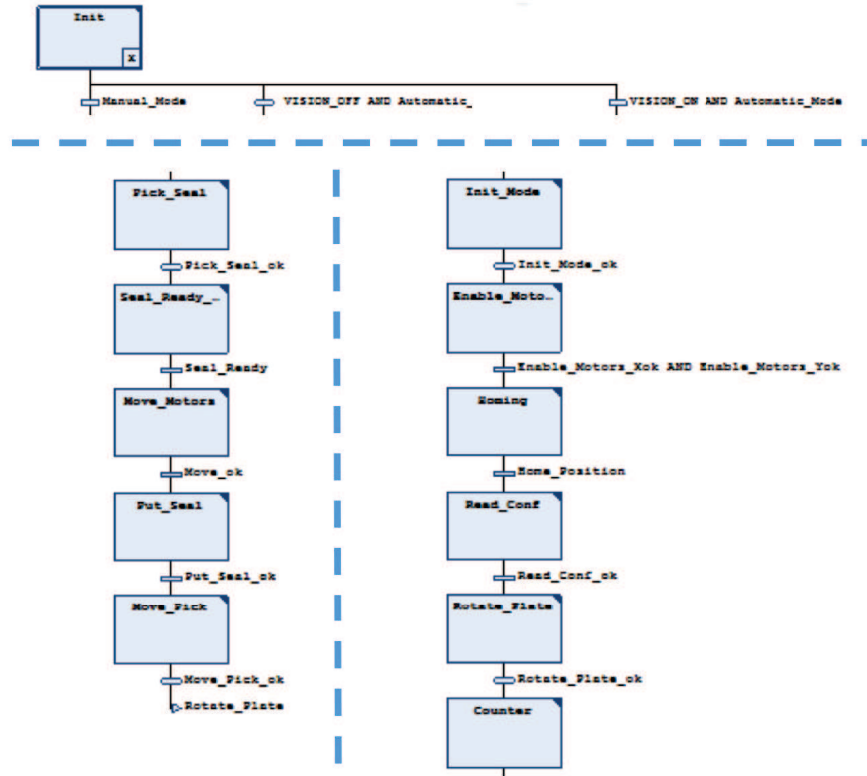 Init
x
Manual_Mode
VISION_OFF AND Automatic_
VISION_ON AND Automatic_Mode
Pick_Seal
Pick_Seal_ok
Seal_Ready_...
Seal_Ready
Move_Motors
Move_ok
Put_Seal
Put_Seal_ok
Move_Pick
Move_Pick_ok
Rotate_Plate
Init_Mode
Init_Mode_ok
Enable_Moto...
Enable_Motors_Xok AND Enable_Motors_Yok
Homing
Home_Position
Read_Conf
Read_Conf_ok
Rotate_Plate
Rotate_Plate_ok
Counter